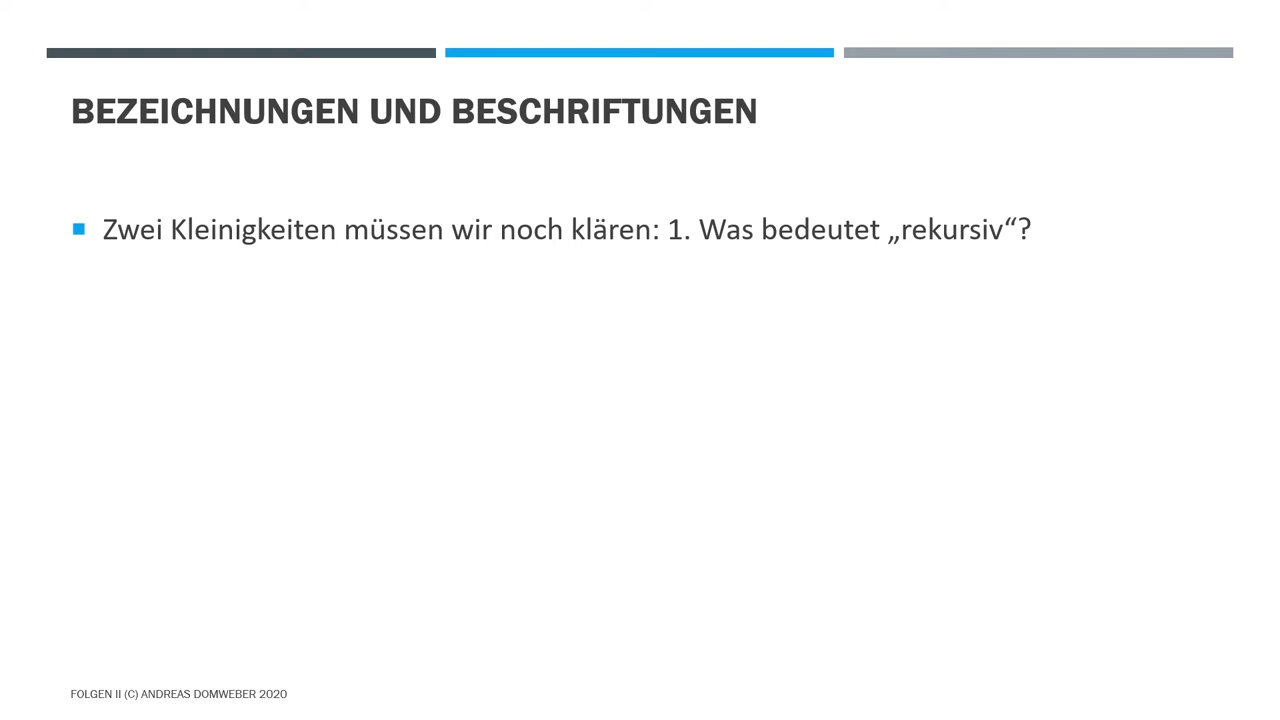 BEZEICHNUNGEN UND BESCHRIFTUNGEN
Zwei Kleinigkeiten müssen wir noch klären: 1. Was bedeutet „rekursiv“?
FOLGEN II (C) ANDREAS DOMWEBER 2020